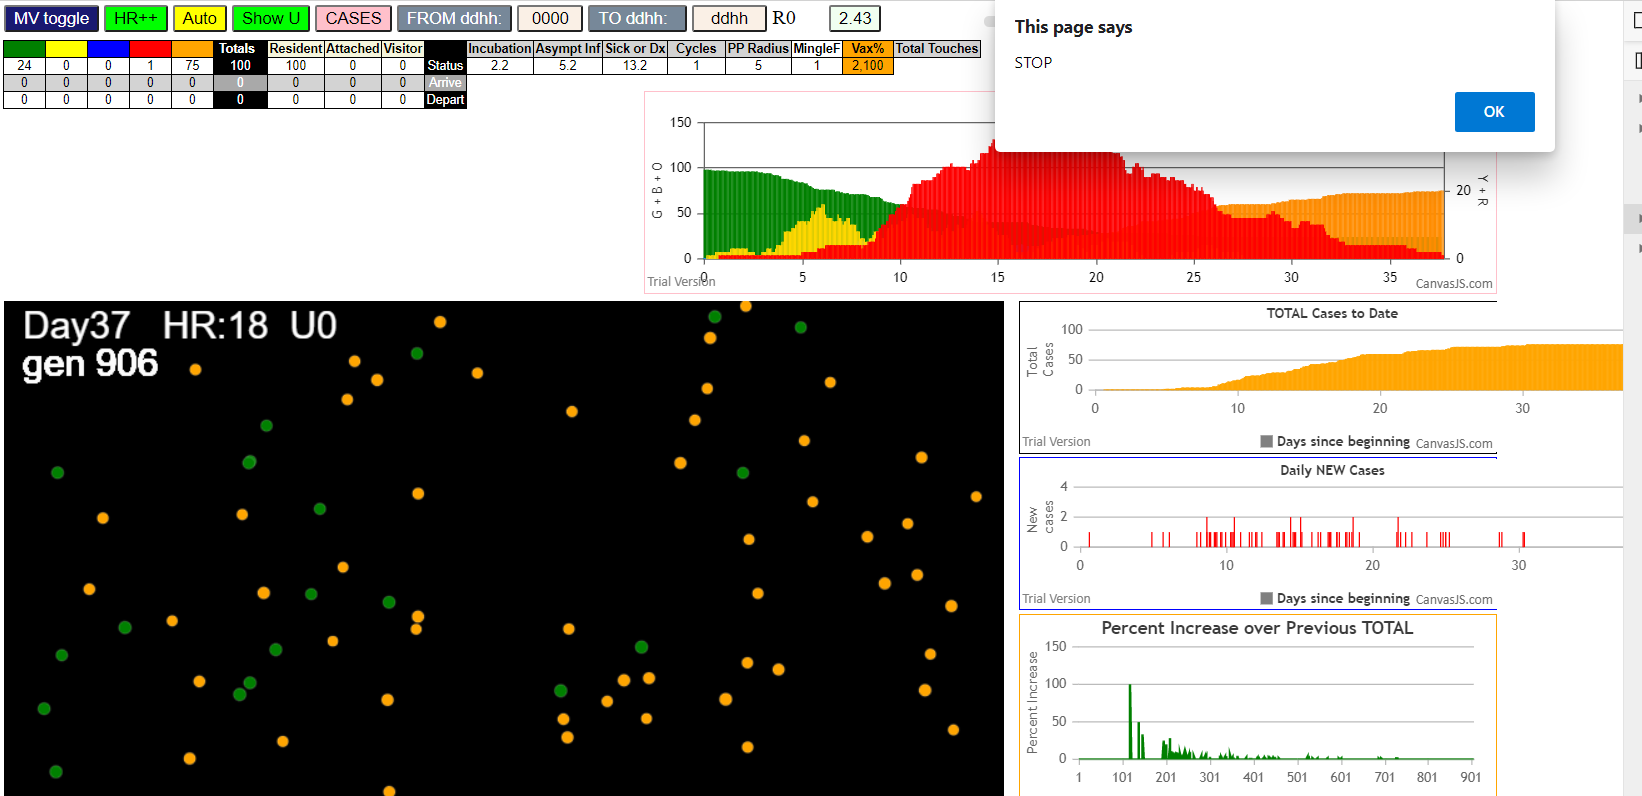 MV toggle HR++ Auto Show U CASES FROM ddhh: 0000 TO ddhh: ddhh R0 2.43
This page says
STOP
OK
Totals Resident Attached Visitor Incubation Asympt Inf Sick or Dx Cycles PP Radius MingleF Vax% Total Touches
24 0 0 1 75 100 100 0 0 Status 2.2 5.2 13.2 1 5 1 2,100
0 0 0 0 0 0 0 0 0 Arrive
0 0 0 0 0 0 0 0 0 Depart
150
100
50
0
G + B + O
20
0
Y + R
0 5 10 15 20 25 30 35
Trial Version
CanvasJS.com
Day37 HR:18 U0
gen 906
TOTAL Cases to Date
Total
Cases
100
50
0
0 10 20 30
Days since beginning
Trial Version
CanvasJS.com
Daily NEW Cases
New
cases
4
2
0
0 10 20 30
Days since beginning
Trial Version
CanvasJS.com
Percent Increase over Previous TOTAL
Percent Increase
150
100
50
0
1 101 201 301 401 501 601 701 801 901